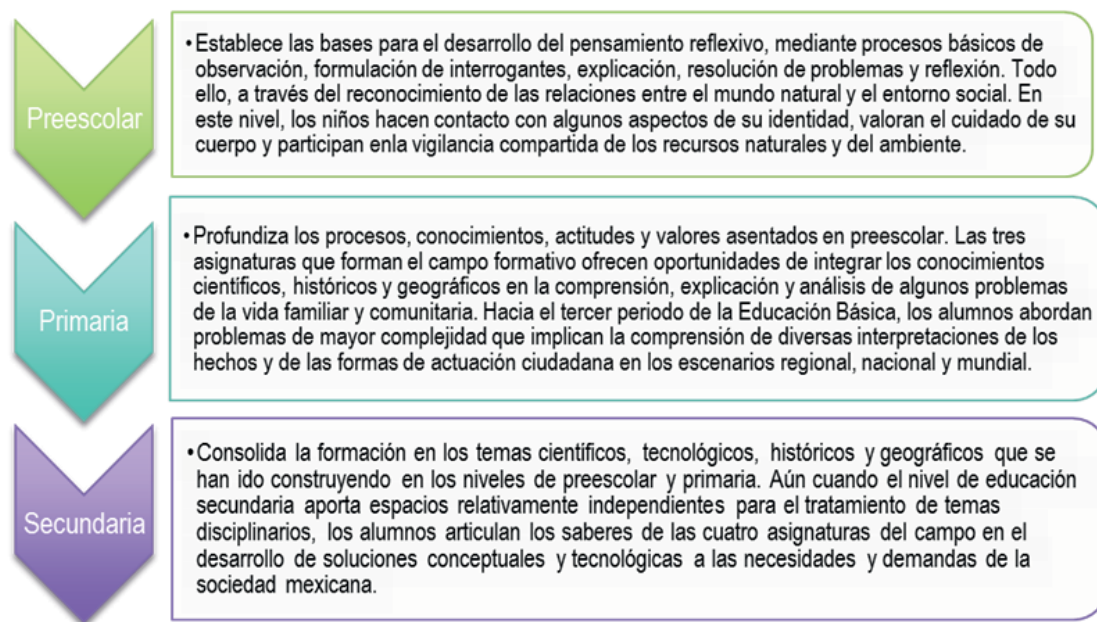 Preescolar
•Establece las bases para el desarrollo del pensamiento reflexivo, mediante procesos básicos de
observación, formulación de interrogantes, explicación, resolución de problemas y reflexión. Todo
ello, a través del reconocimiento de las relaciones entre el mundo natural y el entorno social. En
este nivel, los niños hacen contacto con algunos aspectos de su identidad, valoran el cuidado de su
cuerpo y participan enla vigilancia compartida de los recursos naturales y del ambiente.
Primaria
•Profundiza los procesos, conocimientos, actitudes y valores asentados en preescolar. Las tres
asignaturas que forman el campo formativo ofrecen oportunidades de integrar los conocimientos
científicos, históricos y geográficos en la comprensión, explicación y análisis de algunos problemas
de la vida familiar y comunitaria. Hacia el tercer periodo de la Educación Básica, los alumnos abordan
problemas de mayor complejidad que implican la comprensión de diversas interpretaciones de los
hechos y de las formas de actuación ciudadana en los escenarios regional, nacional y mundial.
Secundaria
•Consolida la formación en los temas científicos, tecnológicos, históricos y geográficos que se
han ido construyendo en los niveles de preescolar y primaria. Aún cuando el nivel de educación
secundaria aporta espacios relativamente independientes para el tratamiento de temas
disciplinarios, los alumnos articulan los saberes de las cuatro asignaturas del campo en el
desarrollo de soluciones conceptuales y tecnológicas a las necesidades y demandas de la
sociedad mexicana.